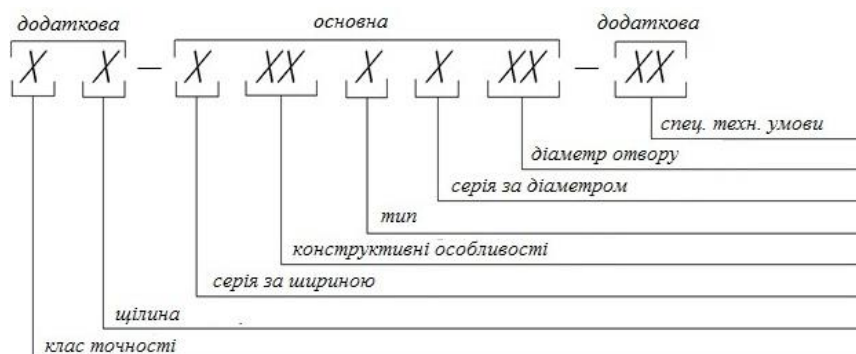 додаткова основна додаткова
X X — X XX X X XX — XX
спец. техн. умови
діаметр отвору
серія за діаметром
тип
конструктивні особливості
серія за шириною
щілина
клас точності